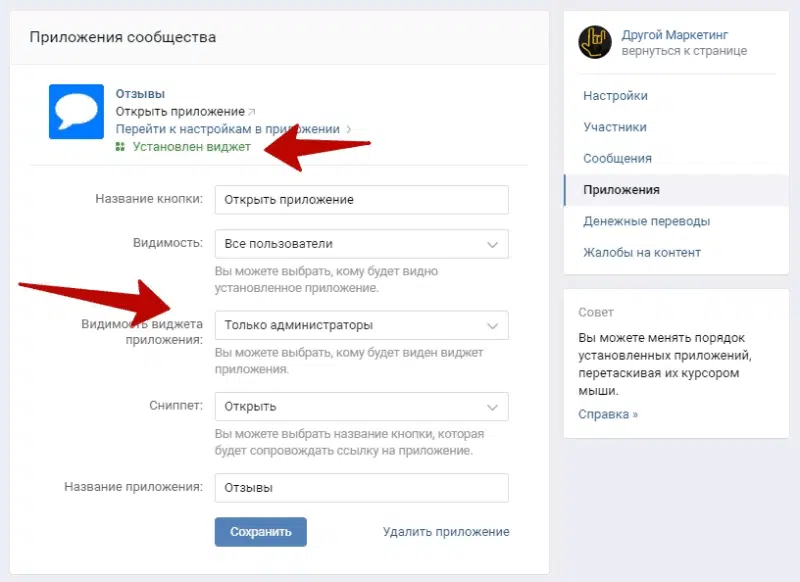 Приложения сообщества
Отзывы
Открыть приложение
Перейти к настройкам в приложении
Установлен виджет
Название кнопки:
Открыть приложение
Видимость:
Все пользователи
Вы можете выбрать, кому будет видно
установленное приложение.
Видимость виджета
приложения:
Только администраторы
Вы можете выбрать, кому будет виден виджет
приложения.
Сниппет:
Открыть
Вы можете выбрать название кнопки, которая
будет сопровождать ссылку на приложение.
Название приложения:
Отзывы
Сохранить
Удалить приложение
Другой Маркетинг
вернуться к странице
Настройки
Участники
Сообщения
Приложения
Денежные переводы
Жалобы на контент
Совет
Вы можете менять порядок
установленных приложений,
перетаскивая их курсором
мыши.
Справка »